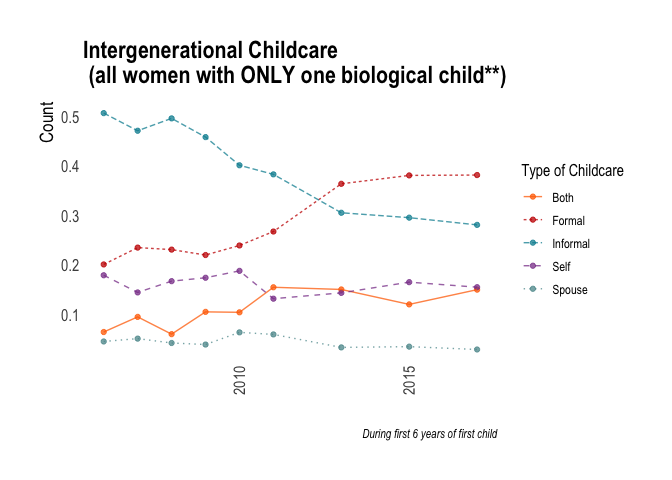 Intergenerational Childcare
(all women with ONLY one biological child**)
Count
0.5
0.4
0.3
0.2
0.1
2010
2015
Type of Childcare
Both
Formal
Informal
Self
Spouse
During first 6 years of first child